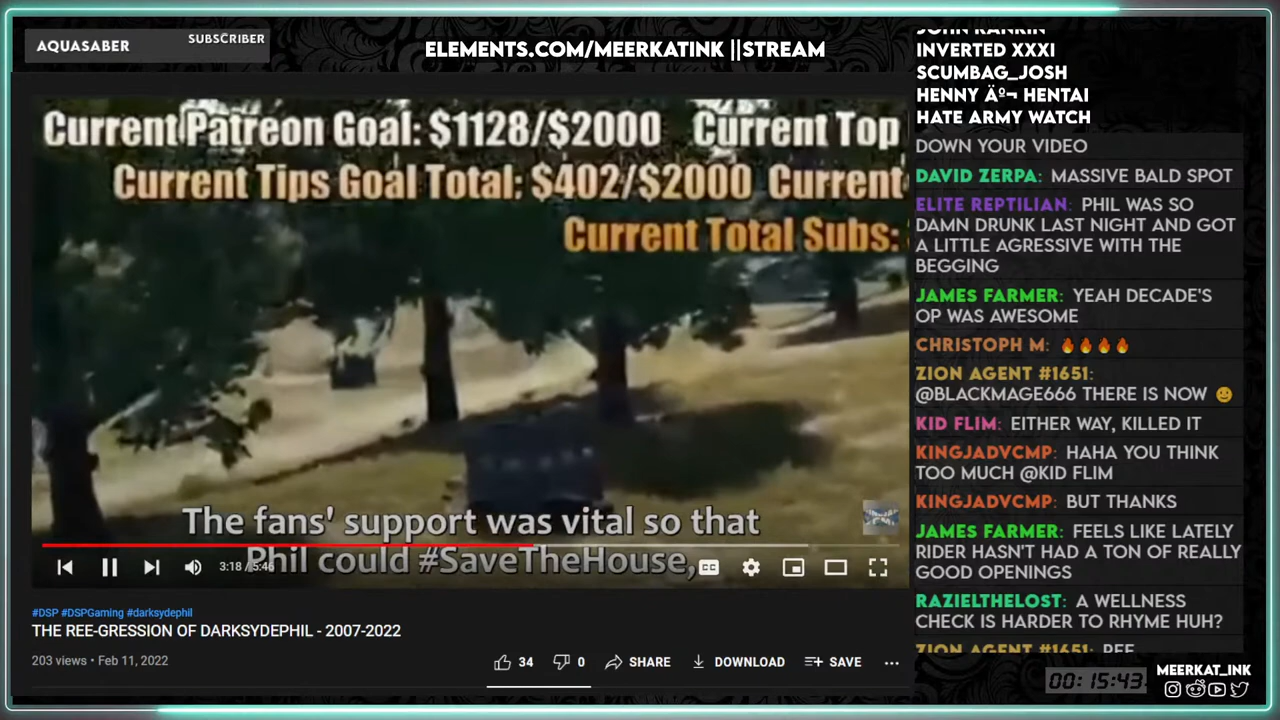 AQUASABER
SUBSCRIBER
ELEMENTS.COM/MEERKATINK ||STREAM
JOHN RANKIN
INVERTED XXXI
SCUMBAG_JOSH
HENNY Äº¬ HENTAI
HATE ARMY WATCH
Current Patreon Goal: $1128/$2000 Current Top
Current Tips Goal Total: $402/$2000 Current
Current Total Subs:
The fans' support was vital so that
Phil could #SaveTheHouse,
3:18 / 5:46
CC
#DSP #DSPGaming #darksydephil
THE REE-GRESSION OF DARKSYDEPHIL - 2007-2022
203 views • Feb 11, 2022
34
0
SHARE
DOWNLOAD
SAVE
DOWN YOUR VIDEO
DAVID ZERPA: MASSIVE BALD SPOT
ELITE REPTILIAN: PHIL WAS SO
DAMN DRUNK LAST NIGHT AND GOT
A LITTLE AGRESSIVE WITH THE
BEGGING
JAMES FARMER: YEAH DECADE'S
OP WAS AWESOME
CHRISTOPH M: 🔥🔥🔥🔥
ZION AGENT #1651:
@BLACKMAGE666 THERE IS NOW 🙂
KID FLIM: EITHER WAY, KILLED IT
KINGJADVCMP: HAHA YOU THINK
TOO MUCH @KID FLIM
KINGJADVCMP: BUT THANKS
JAMES FARMER: FEELS LIKE LATELY
RIDER HASN'T HAD A TON OF REALLY
GOOD OPENINGS
RAZIELTHELOST: A WELLNESS
CHECK IS HARDER TO RHYME HUH?
ZION AGENT #1651: REE
00:15:43
MEERKAT_INK